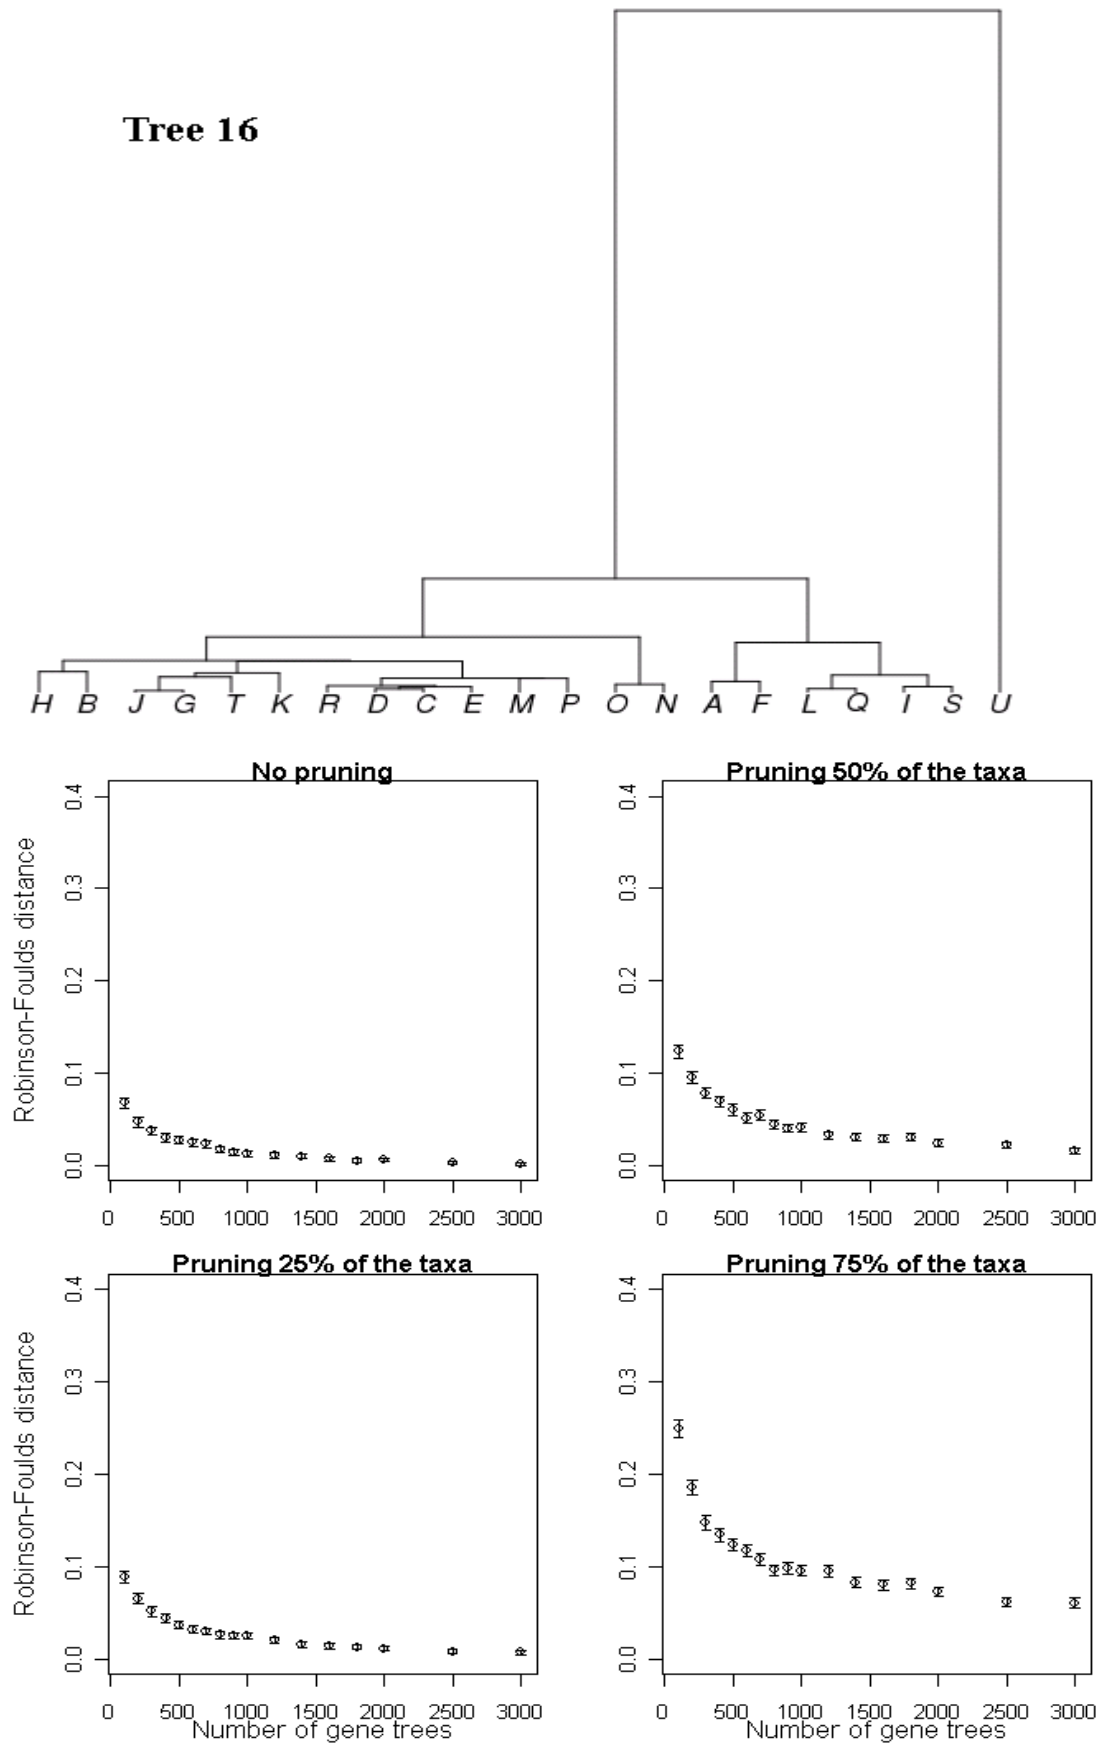 Tree 16
H B J G T K R D C E M P O N A F L Q I S U
No pruning
Robinson-Foulds distance
0.4
0.3
0.2
0.1
0.0
0 500 1000 1500 2000 2500 3000
Pruning 50% of the taxa
0.4
0.3
0.2
0.1
0.0
0 500 1000 1500 2000 2500 3000
Pruning 25% of the taxa
Robinson-Foulds distance
0.4
0.3
0.2
0.1
0.0
0 500 1000 1500 2000 2500 3000
Number of gene trees
Pruning 75% of the taxa
0.4
0.3
0.2
0.1
0.0
0 500 1000 1500 2000 2500 3000
Number of gene trees